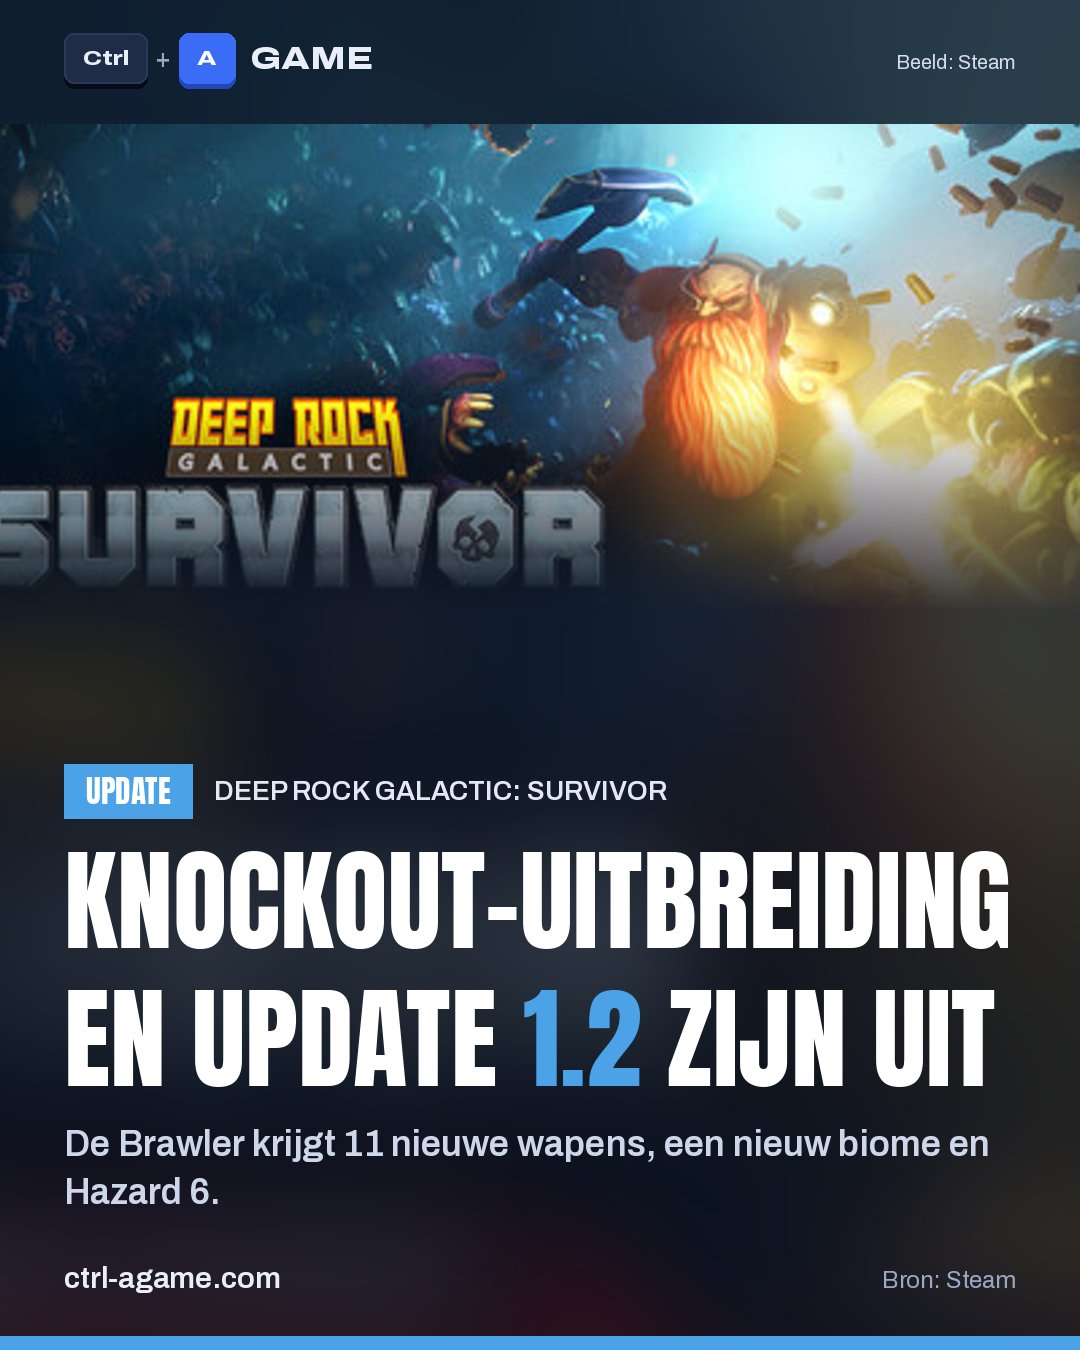 Ctrl + A GAME
Beeld: Steam
DEEP ROCK
GALACTIC
SURVIVOR
UPDATE DEEP ROCK GALACTIC: SURVIVOR
KNOCKOUT-UITBREIDING
EN UPDATE 1.2 ZIJN UIT
De Brawler krijgt 11 nieuwe wapens, een nieuw biome en
Hazard 6.
ctrl-agame.com
Bron: Steam